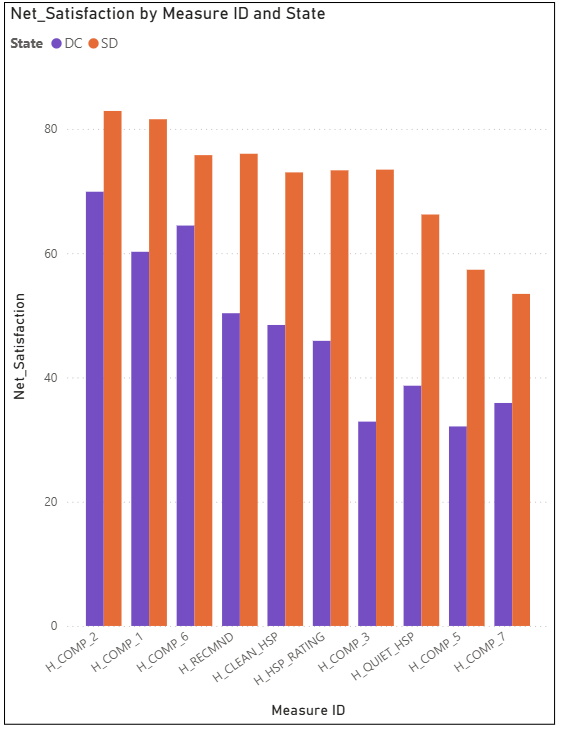 Net_Satisfaction by Measure ID and State
State DC SD
80
60
40
20
0
Net_Satisfaction
H_COMP_2
H_COMP_1
H_COMP_6
H_RECMND
H_CLEAN_HSP
H_HSP_RATING
H_COMP_3
H_QUIET_HSP
H_COMP_5
H_COMP_7
Measure ID